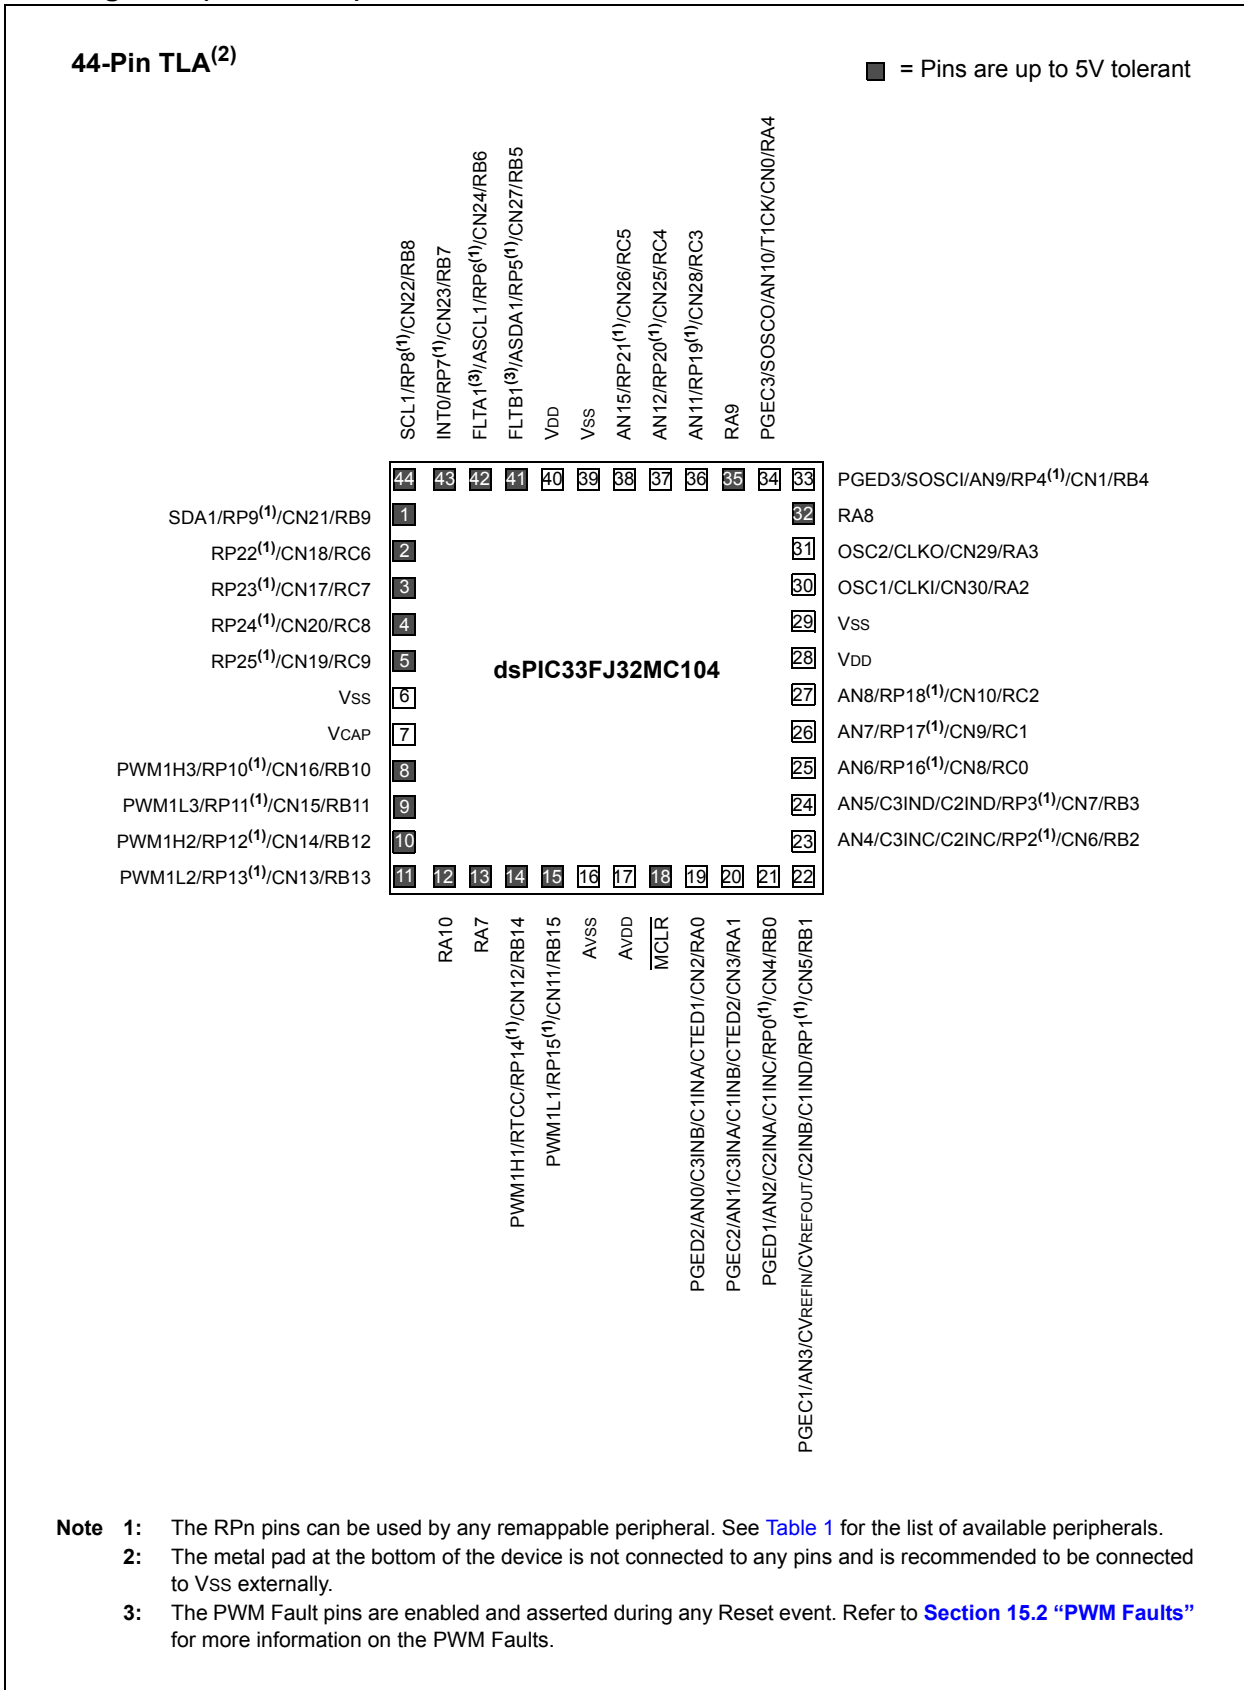 44-Pin TLA(2)
= Pins are up to 5V tolerant
SCL1/RP8(1)/CN22/RB8
INT0/RP7(1)/CN23/RB7
FLTA1(3)/ASCL1/RP6(1)/CN24/RB6
FLTB1(3)/ASDA1/RP5(1)/CN27/RB5
VDD
VSS
AN15/RP21(1)/CN26/RC5
AN12/RP20(1)/CN25/RC4
AN11/RP19(1)/CN28/RC3
RA9
PGEC3/SOSCO/AN10/T1CK/CN0/RA4
44 43 42 41 40 39 38 37 36 35 34 33 PGED3/SOSCI/AN9/RP4(1)/CN1/RB4
SDA1/RP9(1)/CN21/RB9 1 32 RA8
RP22(1)/CN18/RC6 2 31 OSC2/CLKO/CN29/RA3
RP23(1)/CN17/RC7 3 30 OSC1/CLKI/CN30/RA2
RP24(1)/CN20/RC8 4 29 VSS
RP25(1)/CN19/RC9 5 dsPIC33FJ32MC104 28 VDD
VSS 6 27 AN8/RP18(1)/CN10/RC2
VCAP 7 26 AN7/RP17(1)/CN9/RC1
PWM1H3/RP10(1)/CN16/RB10 8 25 AN6/RP16(1)/CN8/RC0
PWM1L3/RP11(1)/CN15/RB11 9 24 AN5/C3IND/C2IND/RP3(1)/CN7/RB3
PWM1H2/RP12(1)/CN14/RB12 10 23 AN4/C3INC/C2INC/RP2(1)/CN6/RB2
PWM1L2/RP13(1)/CN13/RB13 11 12 13 14 15 16 17 18 19 20 21 22
RA10
RA7
PWM1H1/RTCC/RP14(1)/CN12/RB14
PWM1L1/RP15(1)/CN11/RB15
AVSS
AVDD
MCLR
PGED2/AN0/C3INB/C1INA/CTED1/CN2/RA0
PGEC2/AN1/C3INA/C1INB/CTED2/CN3/RA1
PGED1/AN2/C2INA/C1INC/RP0(1)/CN4/RB0
PGEC1/AN3/CVREFIN/CVREFOUT/C2INB/C1IND/RP1(1)/CN5/RB1
Note 1: The RPn pins can be used by any remappable peripheral. See Table 1 for the list of available peripherals.
2: The metal pad at the bottom of the device is not connected to any pins and is recommended to be connected
to VSS externally.
3: The PWM Fault pins are enabled and asserted during any Reset event. Refer to Section 15.2 “PWM Faults”
for more information on the PWM Faults.